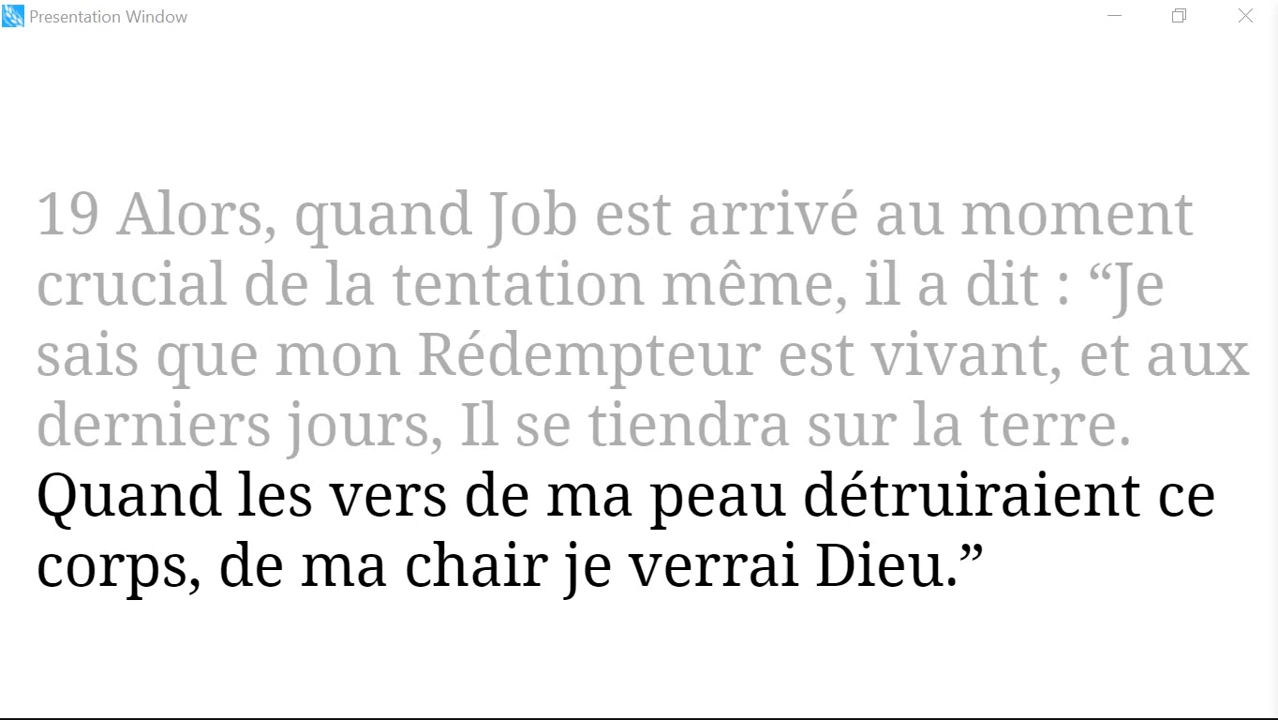 Presentation Window
19 Alors, quand Job est arrivé au moment
crucial de la tentation même, il a dit : “Je
sais que mon Rédempteur est vivant, et aux
derniers jours, Il se tiendra sur la terre.
Quand les vers de ma peau détruiraient ce
corps, de ma chair je verrai Dieu.”